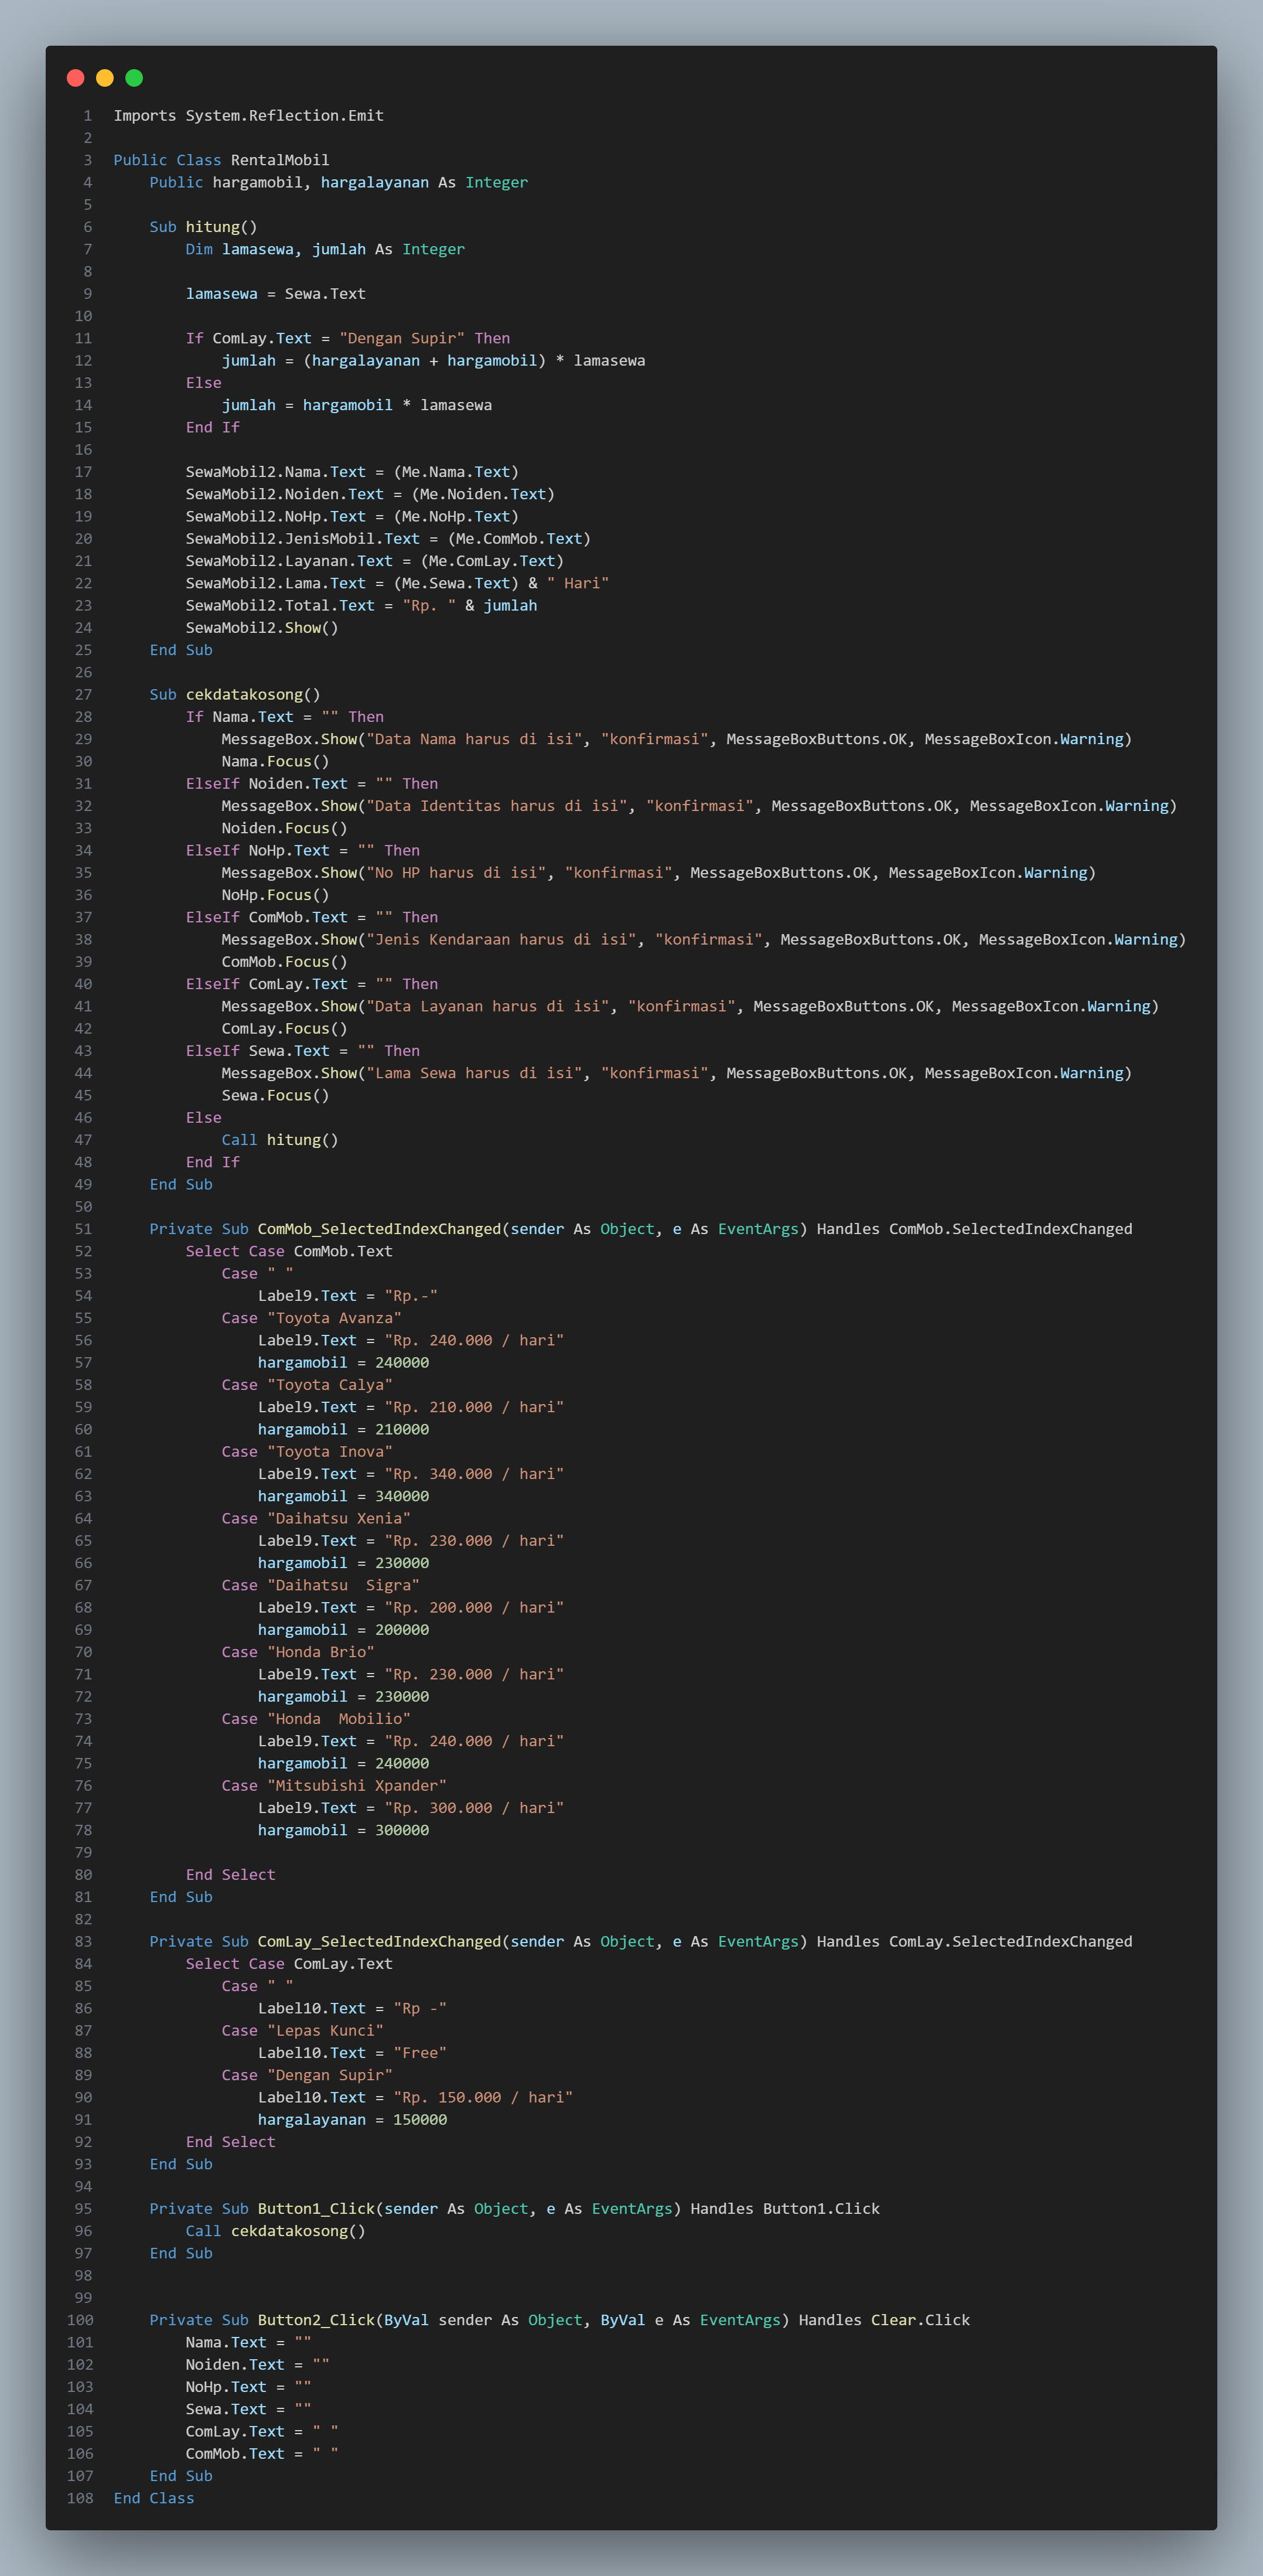 1 Imports System.Reflection.Emit
2
3 Public Class RentalMobil
4     Public hargamobil, hargalayanan As Integer
5
6     Sub hitung()
7         Dim lamasewa, jumlah As Integer
8
9         lamasewa = Sewa.Text
10
11         If ComLay.Text = "Dengan Supir" Then
12             jumlah = (hargalayanan + hargamobil) * lamasewa
13         Else
14             jumlah = hargamobil * lamasewa
15         End If
16
17         SewaMobil2.Nama.Text = (Me.Nama.Text)
18         SewaMobil2.Noiden.Text = (Me.Noiden.Text)
19         SewaMobil2.NoHp.Text = (Me.NoHp.Text)
20         SewaMobil2.JenisMobil.Text = (Me.ComMob.Text)
21         SewaMobil2.Layanan.Text = (Me.ComLay.Text)
22         SewaMobil2.Lama.Text = (Me.Sewa.Text) & " Hari"
23         SewaMobil2.Total.Text = "Rp. " & jumlah
24         SewaMobil2.Show()
25     End Sub
26
27     Sub cekdatakosong()
28         If Nama.Text = "" Then
29             MessageBox.Show("Data Nama harus di isi", "konfirmasi", MessageBoxButtons.OK, MessageBoxIcon.Warning)
30             Nama.Focus()
31         ElseIf Noiden.Text = "" Then
32             MessageBox.Show("Data Identitas harus di isi", "konfirmasi", MessageBoxButtons.OK, MessageBoxIcon.Warning)
33             Noiden.Focus()
34         ElseIf NoHp.Text = "" Then
35             MessageBox.Show("No HP harus di isi", "konfirmasi", MessageBoxButtons.OK, MessageBoxIcon.Warning)
36             NoHp.Focus()
37         ElseIf ComMob.Text = "" Then
38             MessageBox.Show("Jenis Kendaraan harus di isi", "konfirmasi", MessageBoxButtons.OK, MessageBoxIcon.Warning)
39             ComMob.Focus()
40         ElseIf ComLay.Text = "" Then
41             MessageBox.Show("Data Layanan harus di isi", "konfirmasi", MessageBoxButtons.OK, MessageBoxIcon.Warning)
42             ComLay.Focus()
43         ElseIf Sewa.Text = "" Then
44             MessageBox.Show("Lama Sewa harus di isi", "konfirmasi", MessageBoxButtons.OK, MessageBoxIcon.Warning)
45             Sewa.Focus()
46         Else
47             Call hitung()
48         End If
49     End Sub
50
51     Private Sub ComMob_SelectedIndexChanged(sender As Object, e As EventArgs) Handles ComMob.SelectedIndexChanged
52         Select Case ComMob.Text
53             Case " "
54                 Label9.Text = "Rp.-"
55             Case "Toyota Avanza"
56                 Label9.Text = "Rp. 240.000 / hari"
57                 hargamobil = 240000
58             Case "Toyota Calya"
59                 Label9.Text = "Rp. 210.000 / hari"
60                 hargamobil = 210000
61             Case "Toyota Inova"
62                 Label9.Text = "Rp. 340.000 / hari"
63                 hargamobil = 340000
64             Case "Daihatsu Xenia"
65                 Label9.Text = "Rp. 230.000 / hari"
66                 hargamobil = 230000
67             Case "Daihatsu  Sigra"
68                 Label9.Text = "Rp. 200.000 / hari"
69                 hargamobil = 200000
70             Case "Honda Brio"
71                 Label9.Text = "Rp. 230.000 / hari"
72                 hargamobil = 230000
73             Case "Honda  Mobilio"
74                 Label9.Text = "Rp. 240.000 / hari"
75                 hargamobil = 240000
76             Case "Mitsubishi Xpander"
77                 Label9.Text = "Rp. 300.000 / hari"
78                 hargamobil = 300000
79
80         End Select
81     End Sub
82
83     Private Sub ComLay_SelectedIndexChanged(sender As Object, e As EventArgs) Handles ComLay.SelectedIndexChanged
84         Select Case ComLay.Text
85             Case " "
86                 Label10.Text = "Rp -"
87             Case "Lepas Kunci"
88                 Label10.Text = "Free"
89             Case "Dengan Supir"
90                 Label10.Text = "Rp. 150.000 / hari"
91                 hargalayanan = 150000
92         End Select
93     End Sub
94
95     Private Sub Button1_Click(sender As Object, e As EventArgs) Handles Button1.Click
96         Call cekdatakosong()
97     End Sub
98
99
100     Private Sub Button2_Click(ByVal sender As Object, ByVal e As EventArgs) Handles Clear.Click
101         Nama.Text = ""
102         Noiden.Text = ""
103         NoHp.Text = ""
104         Sewa.Text = ""
105         ComLay.Text = " "
106         ComMob.Text = " "
107     End Sub
108 End Class